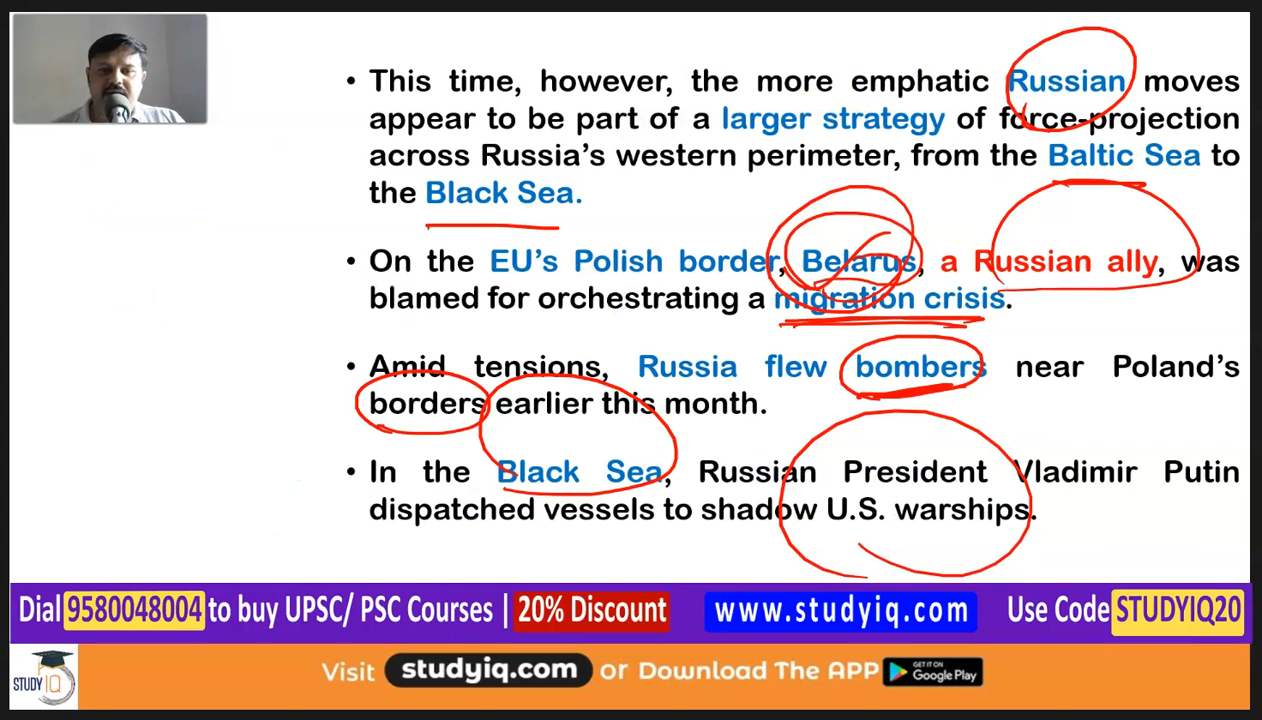 • This time, however, the more emphatic Russian moves
appear to be part of a larger strategy of force-projection
across Russia's western perimeter, from the Baltic Sea to
the Black Sea.
• On the EU's Polish border, Belarus, a Russian ally, was
blamed for orchestrating a migration crisis.
• Amid tensions, Russia flew bombers near Poland's
borders earlier this month.
• In the Black Sea, Russian President Vladimir Putin
dispatched vessels to shadow U.S. warships.
Dial 9580048004 to buy UPSC/ PSC Courses | 20% Discount www.studyiq.com Use Code STUDYIQ20
STUDY IQ Visit studyiq.com or Download The APP GET IT ON Google Play